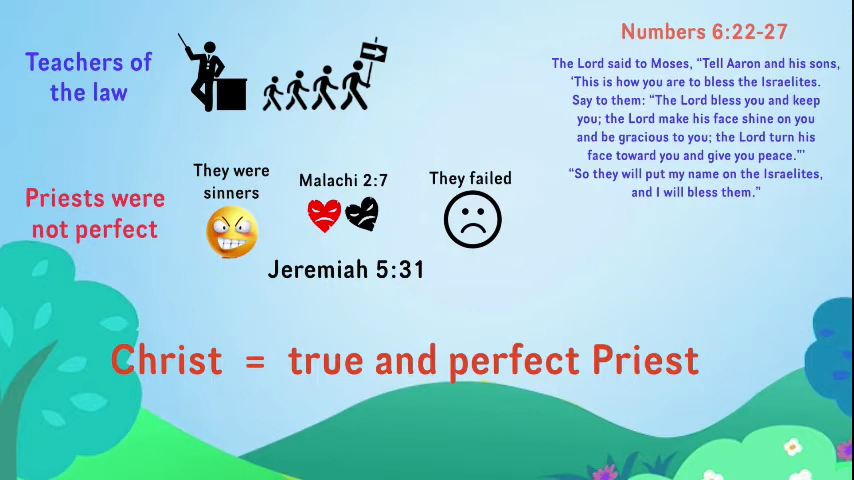 Teachers of
the law
Numbers 6:22-27
The Lord said to Moses, “Tell Aaron and his sons,
‘This is how you are to bless the Israelites.
Say to them: “The Lord bless you and keep
you; the Lord make his face shine on you
and be gracious to you; the Lord turn his
face toward you and give you peace.”’
“So they will put my name on the Israelites,
and I will bless them.”
Priests were
not perfect
They were
sinners
Malachi 2:7
They failed
Jeremiah 5:31
Christ = true and perfect Priest